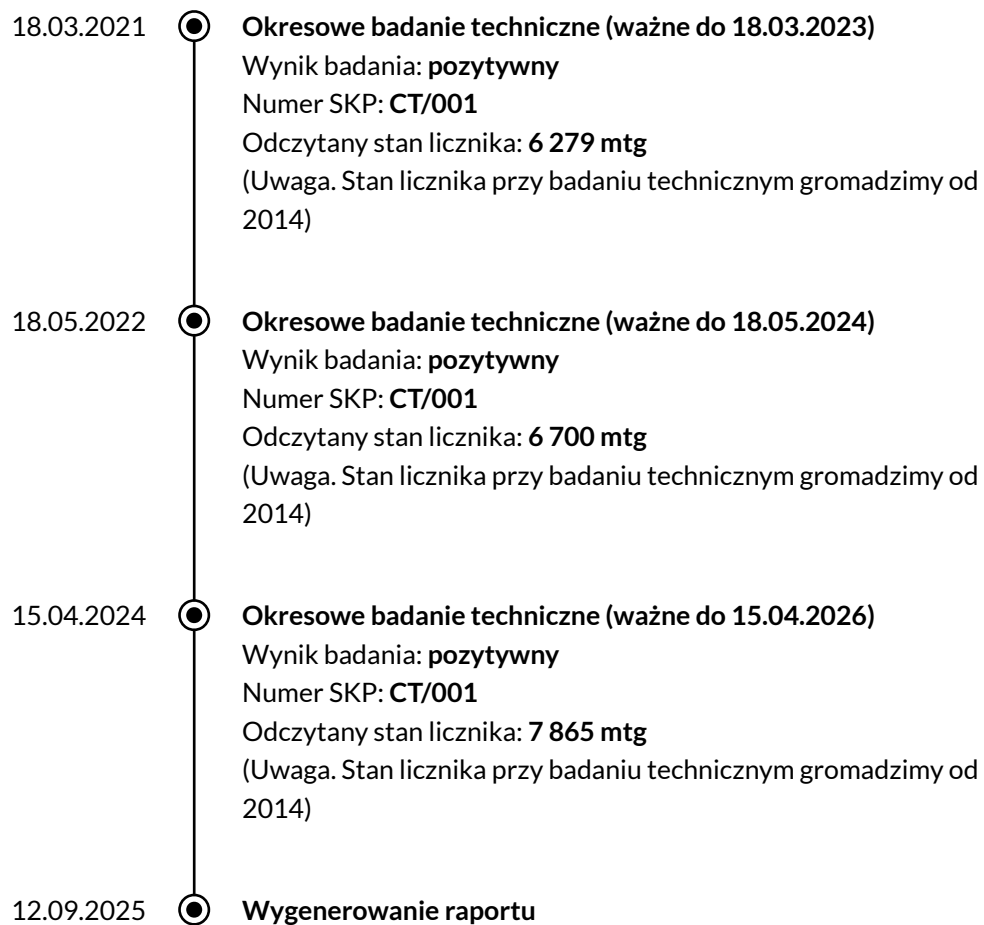 18.03.2021 Okresowe badanie techniczne (ważne do 18.03.2023)
Wynik badania: pozytywny
Numer SKP: CT/001
Odczytany stan licznika: 6 279 mtg
(Uwaga. Stan licznika przy badaniu technicznym gromadzimy od
2014)
18.05.2022 Okresowe badanie techniczne (ważne do 18.05.2024)
Wynik badania: pozytywny
Numer SKP: CT/001
Odczytany stan licznika: 6 700 mtg
(Uwaga. Stan licznika przy badaniu technicznym gromadzimy od
2014)
15.04.2024 Okresowe badanie techniczne (ważne do 15.04.2026)
Wynik badania: pozytywny
Numer SKP: CT/001
Odczytany stan licznika: 7 865 mtg
(Uwaga. Stan licznika przy badaniu technicznym gromadzimy od
2014)
12.09.2025 Wygenerowanie raportu